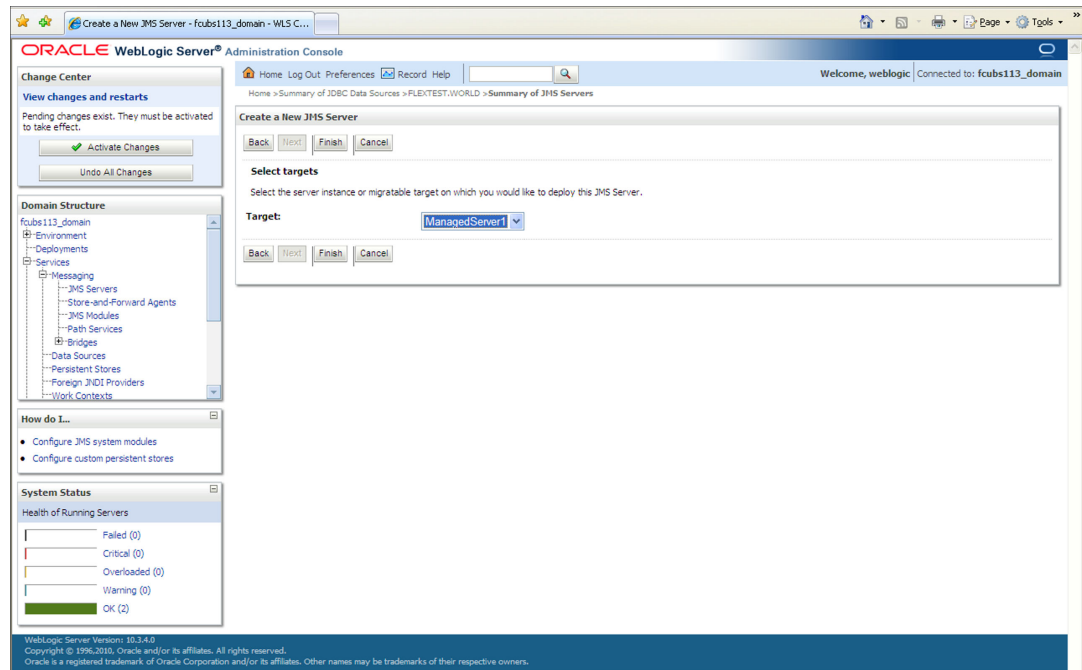 Create a New JMS Server - fcubs113_domain - WLS C...
Page
Tools
»
ORACLE WebLogic Server® Administration Console
Change Center
View changes and restarts
Pending changes exist. They must be activated
to take effect.
Activate Changes
Undo All Changes
Domain Structure
fcubs113_domain
Environment
Deployments
Services
Messaging
JMS Servers
Store-and-Forward Agents
JMS Modules
Path Services
Bridges
Data Sources
Persistent Stores
Foreign JNDI Providers
Work Contexts
How do I...
Configure JMS system modules
Configure custom persistent stores
System Status
Health of Running Servers
Failed (0)
Critical (0)
Overloaded (0)
Warning (0)
OK (2)
Home Log Out Preferences Record Help
Welcome, weblogic Connected to: fcubs113_domain
Home >Summary of JDBC Data Sources >FLEXTEST.WORLD >Summary of JMS Servers
Create a New JMS Server
Back Next Finish Cancel
Select targets
Select the server instance or migratable target on which you would like to deploy this JMS Server.
Target: ManagedServer1
Back Next Finish Cancel
WebLogic Server Version: 10.3.4.0
Copyright © 1996,2010, Oracle and/or its affiliates. All rights reserved.
Oracle is a registered trademark of Oracle Corporation and/or its affiliates. Other names may be trademarks of their respective owners.